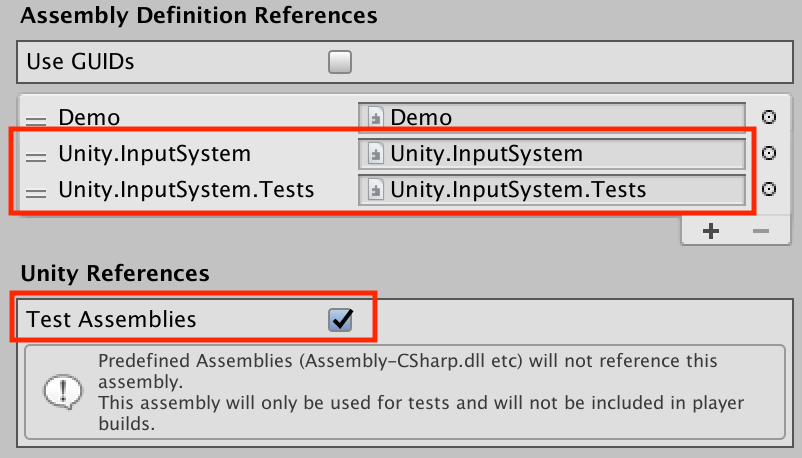 Assembly Definition References
Use GUIDs
Demo Demo
Unity.InputSystem Unity.InputSystem
Unity.InputSystem.Tests Unity.InputSystem.Tests
Unity References
Test Assemblies
Predefined Assemblies (Assembly-CSharp.dll etc) will not reference this
assembly.
This assembly will only be used for tests and will not be included in player
builds.